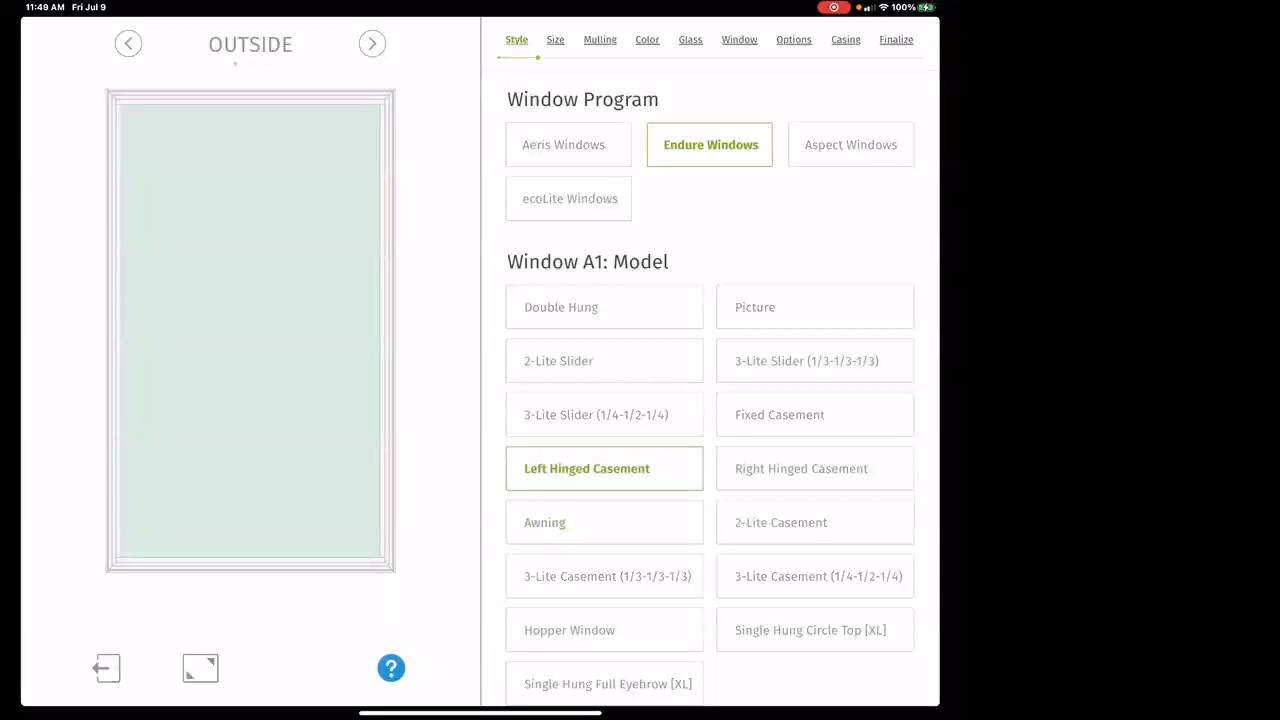 11:49 AM Fri Jul 9
100%
OUTSIDE
Style Size Mulling Color Glass Window Options Casing Finalize
Window Program
Aeris Windows
Endure Windows
Aspect Windows
ecoLite Windows
Window A1: Model
Double Hung
Picture
2-Lite Slider
3-Lite Slider (1/3-1/3-1/3)
3-Lite Slider (1/4-1/2-1/4)
Fixed Casement
Left Hinged Casement
Right Hinged Casement
Awning
2-Lite Casement
3-Lite Casement (1/3-1/3-1/3)
3-Lite Casement (1/4-1/2-1/4)
Hopper Window
Single Hung Circle Top [XL]
Single Hung Full Eyebrow [XL]
?